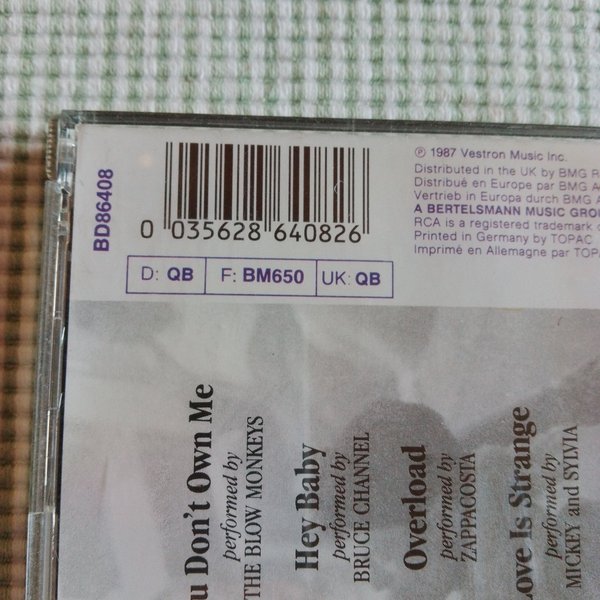 BD86408
0 035628 640826
D: QB F: BM650 UK: QB
℗ 1987 Vestron Music Inc.
Distributed in the UK by BMG
Distribué en Europe par BMG
Vertrieb in Europa durch BMG
A BERTELSMANN MUSIC
RCA is a registered trademark
Printed in Germany by TOPAC
Imprimé en Allemagne par
Don't Own Me
performed by
THE BLOW MONKEYS
Hey Baby
performed by
BRUCE CHANNEL
Overload
performed by
ZAPPACOSTA
Love Is Strange
performed by
MICKEY and SYLVIA